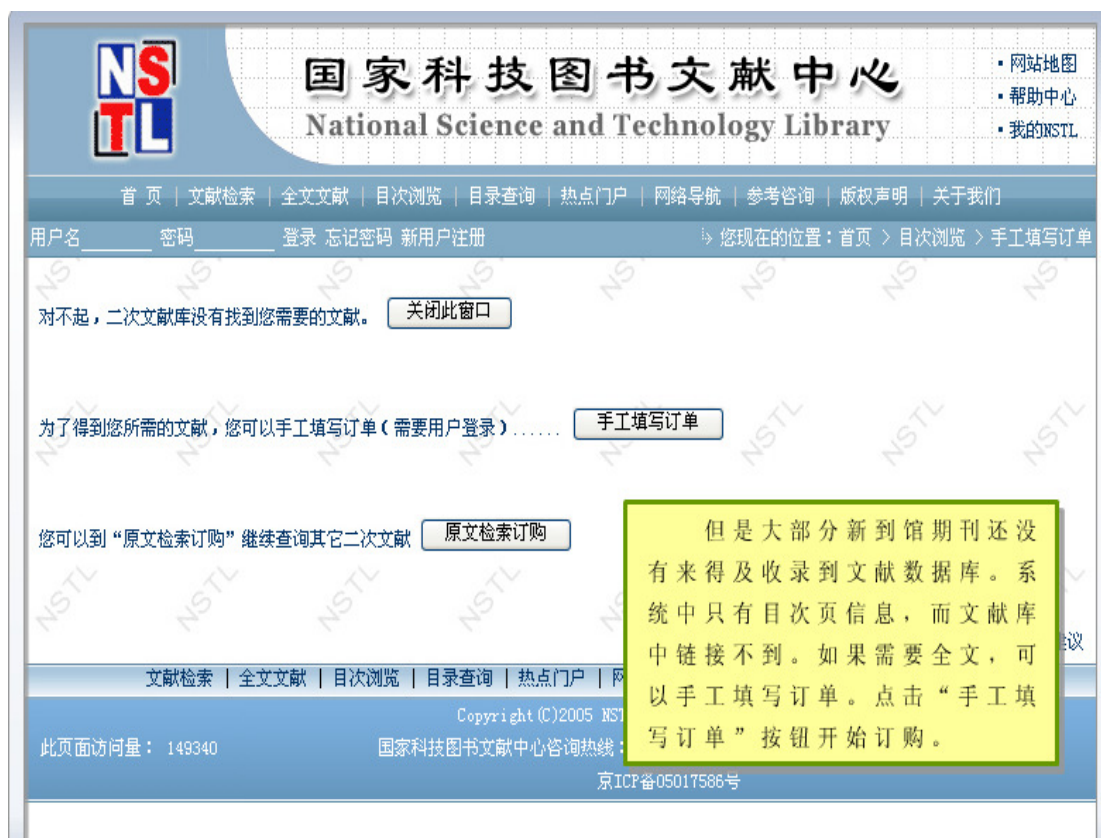 NSTL
国家科技图书文献中心
National Science and Technology Library
·网站地图
·帮助中心
·我的NSTL
首 页 | 文献检索 | 全文文献 | 目次浏览 | 目录查询 | 热点门户 | 网络导航 | 参考咨询 | 版权声明 | 关于我们
用户名______ 密码______ 登录 忘记密码 新用户注册 您现在的位置：首页 > 目次浏览 > 手工填写订单
对不起，二次文献库没有找到您需要的文献。 关闭此窗口
为了得到您所需的文献，您可以手工填写订单（需要用户登录）...... 手工填写订单
您可以到“原文检索订购”继续查询其它二次文献 原文检索订购
但是大部分新到馆期刊还没
有来得及收录到文献数据库。系
统中只有目次页信息，而文献库
中链接不到。如果需要全文，可
以手工填写订单。点击“手工填
写订单”按钮开始订购。
议
文献检索 | 全文文献 | 目次浏览 | 目录查询 | 热点门户 |
Copyright(C)2005 NST
此页面访问量： 149340 国家科技图书文献中心咨询热线：
京ICP备05017586号